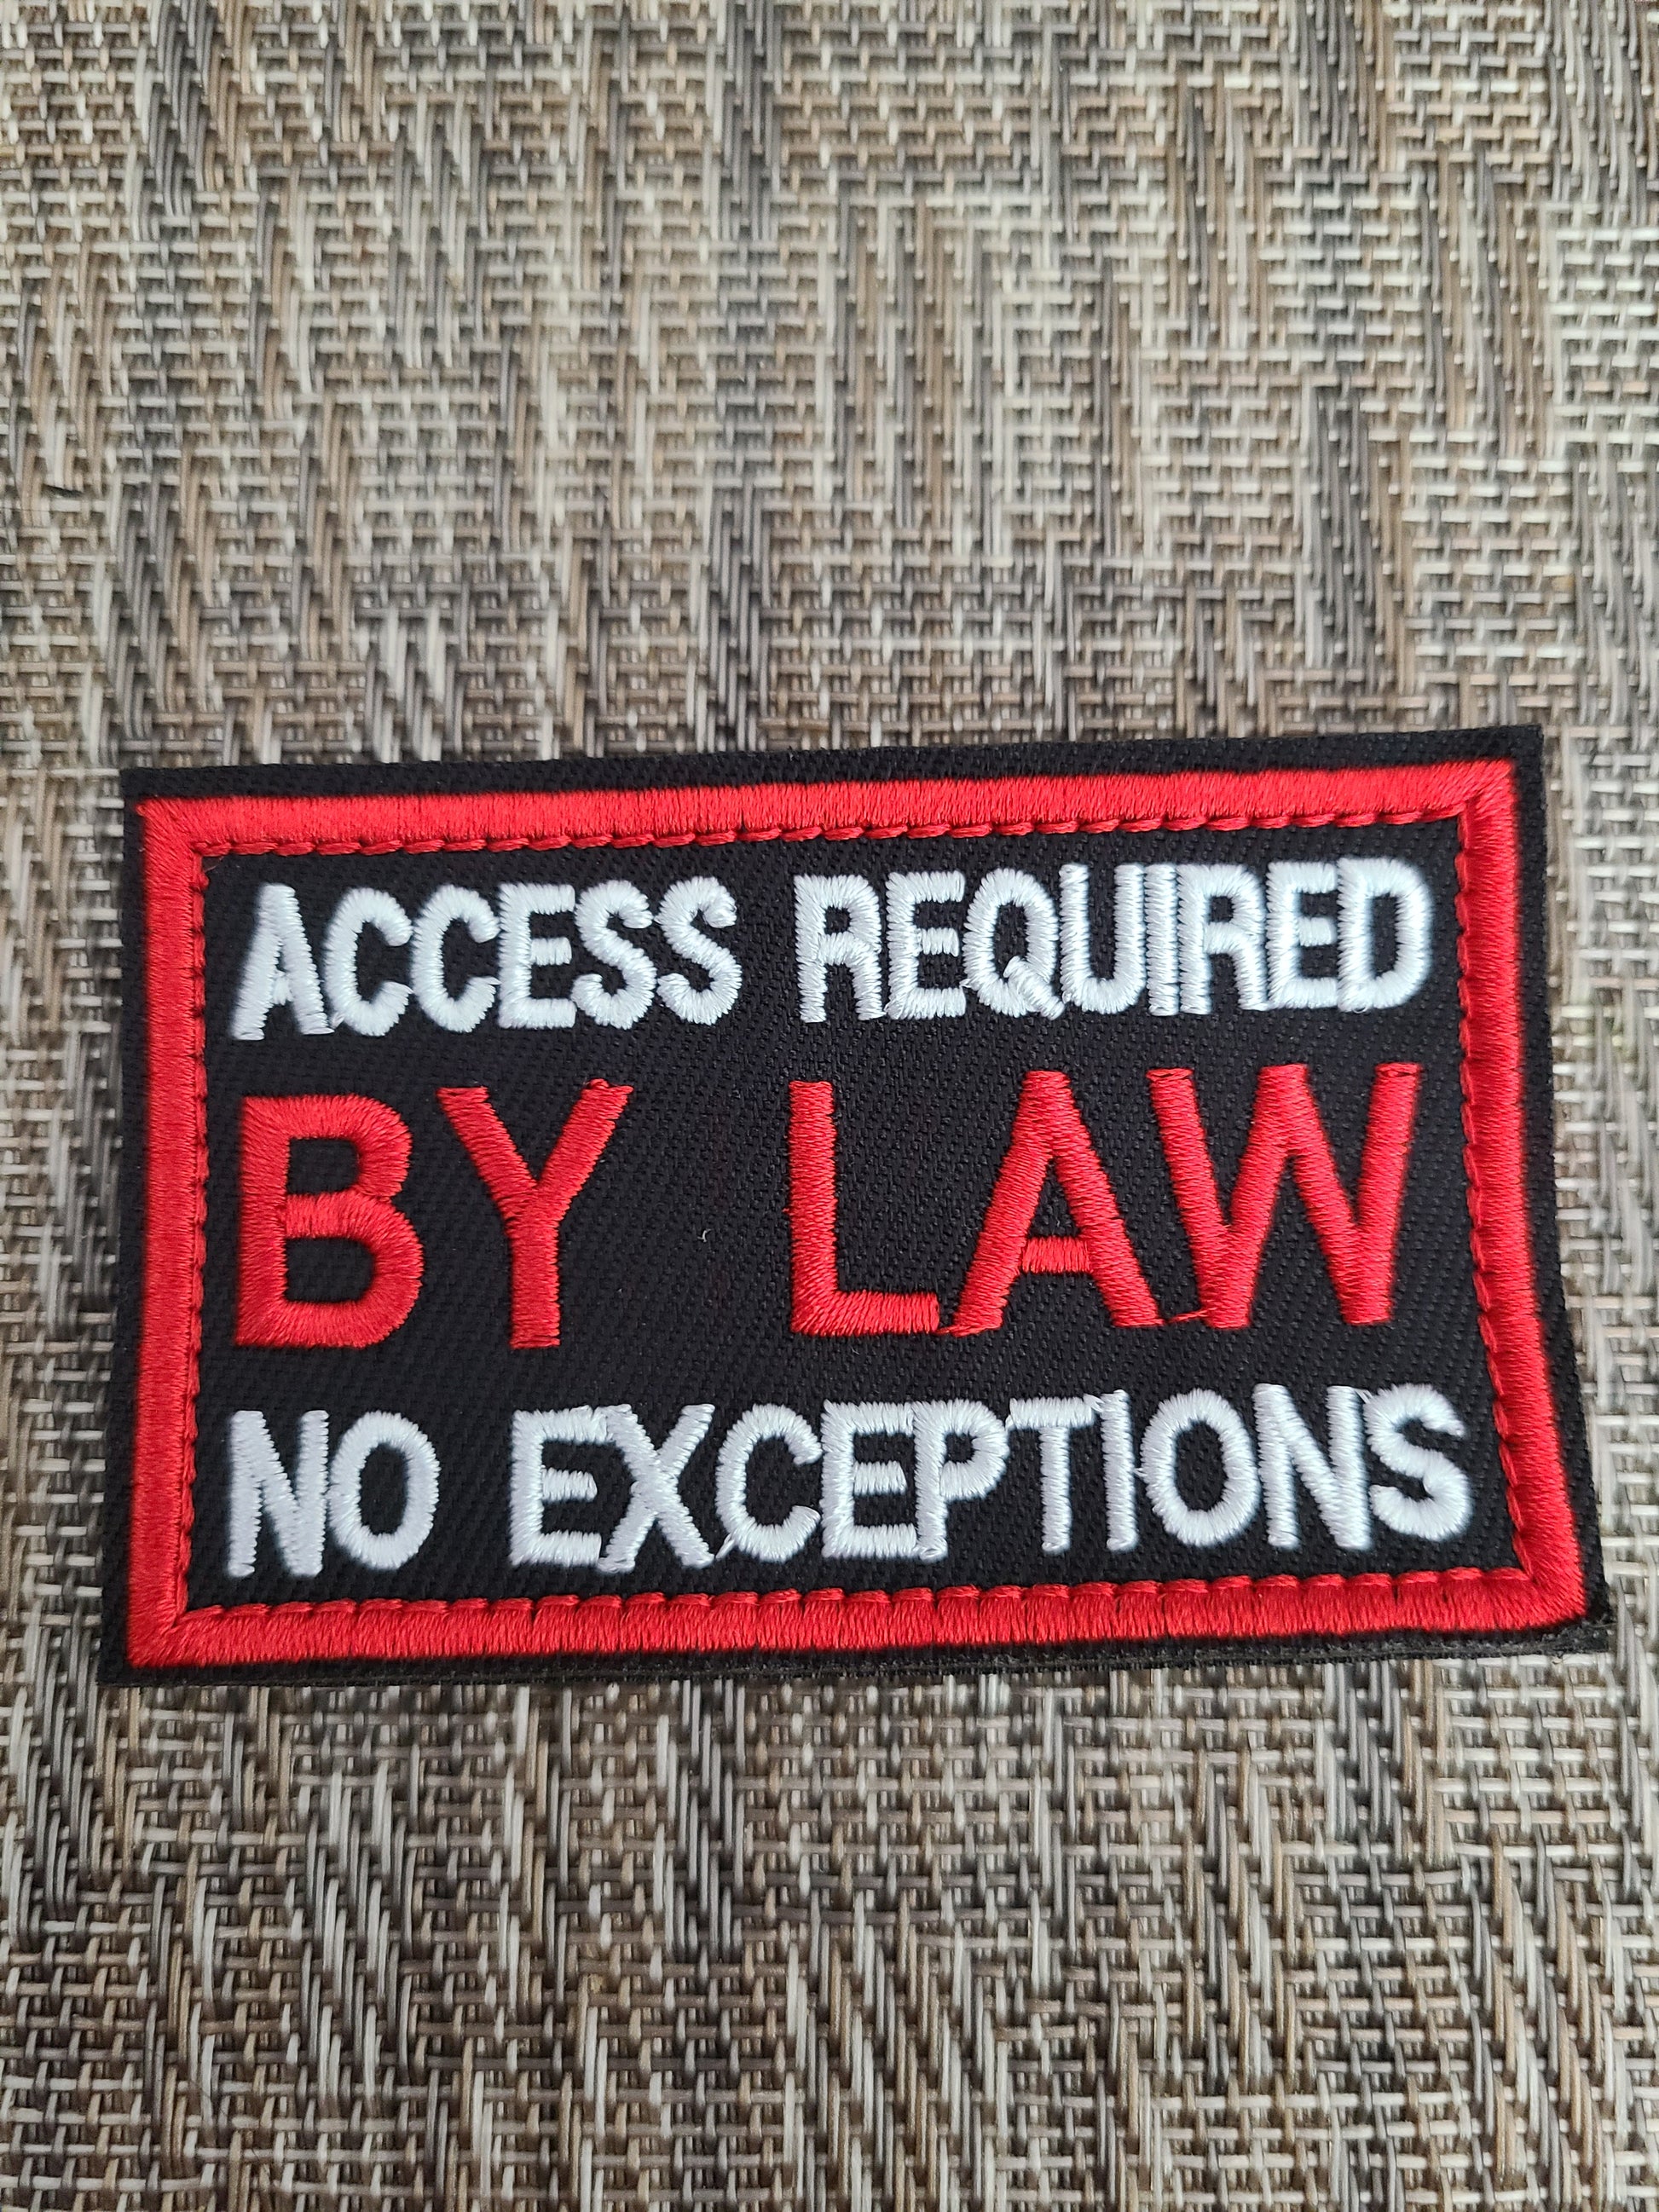 ACCESS REQUIRED
BY LAW
NO EXCEPTIONS